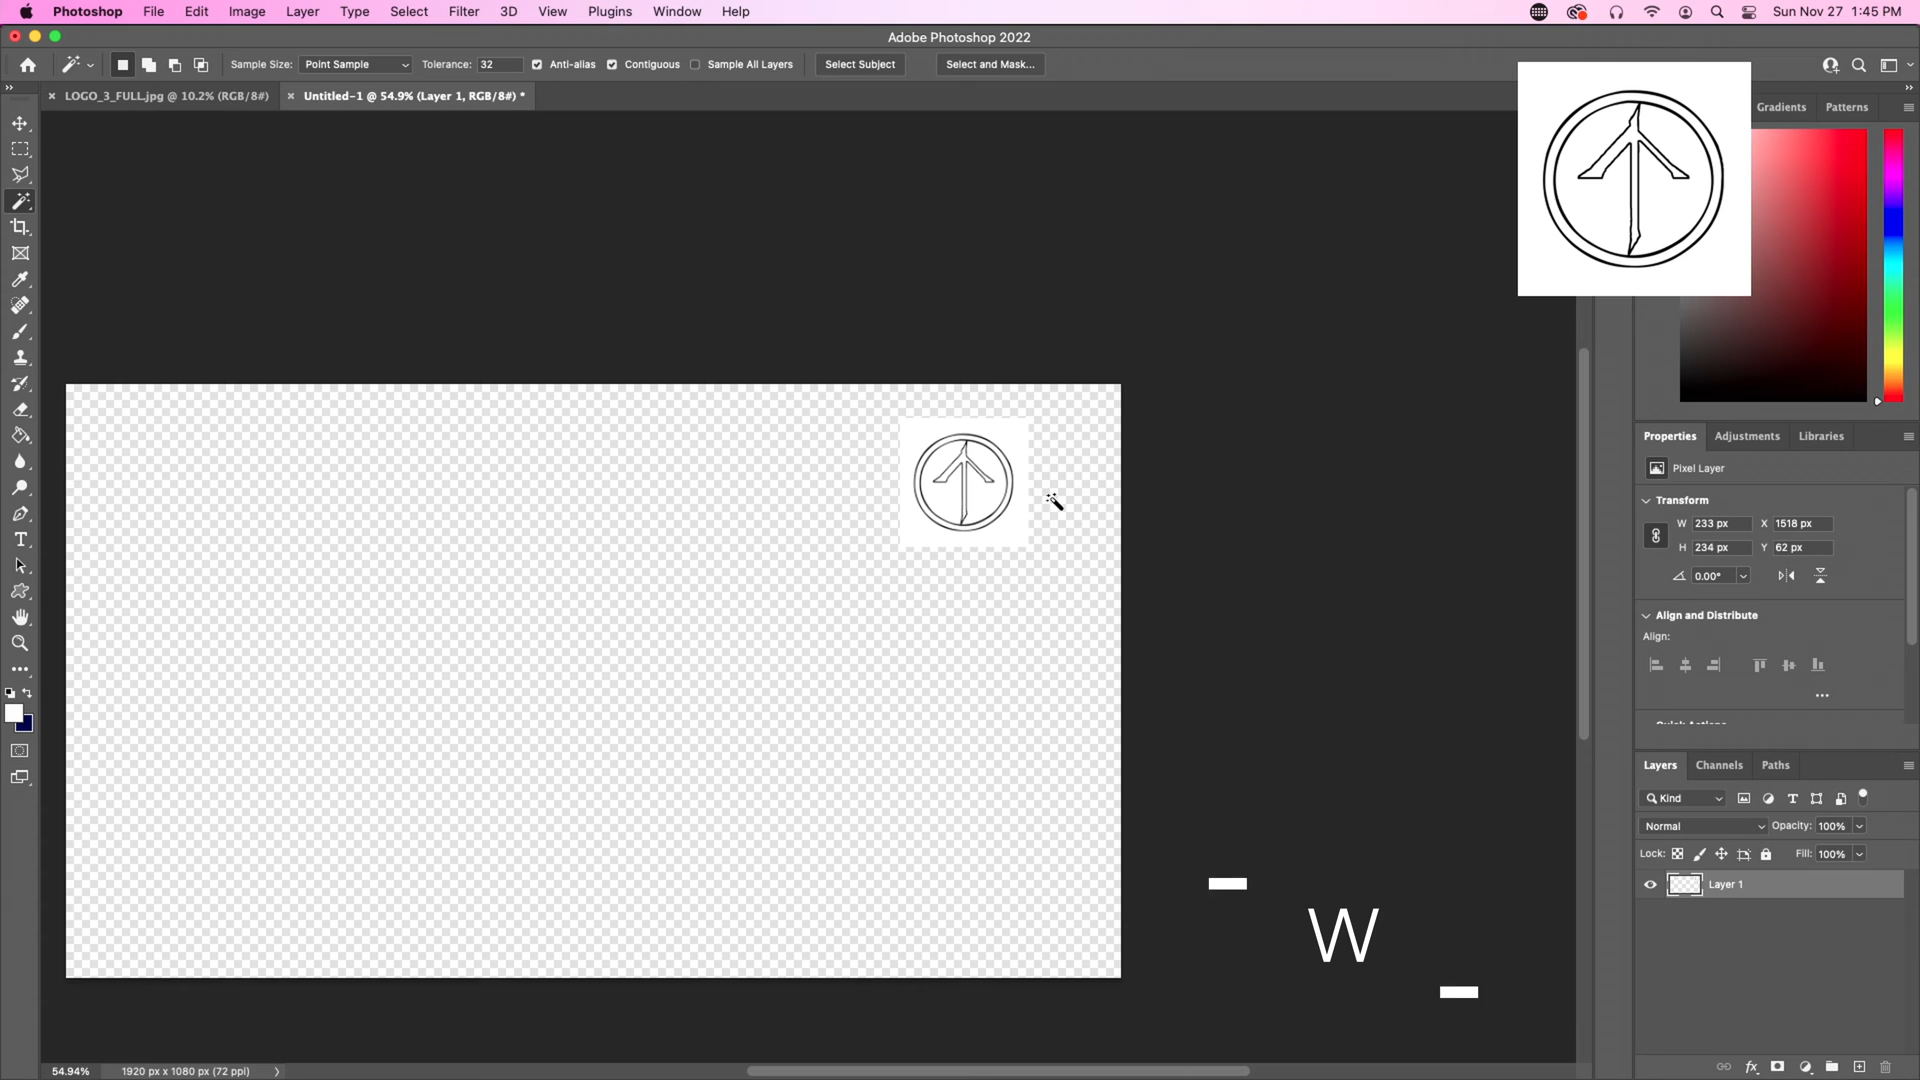 Photoshop File Edit Image Layer Type Select Filter 3D View Plugins Window Help Sun Nov 27 1:45 PM
Adobe Photoshop 2022
Sample Size: Point Sample Tolerance: 32 Anti-alias Contiguous Sample All Layers Select Subject Select and Mask...
LOGO_3_FULL.jpg @ 10.2% (RGB/8#) Untitled-1 @ 54.9% (Layer 1, RGB/8#) *
Gradients Patterns
Properties Adjustments Libraries
Pixel Layer
Transform
W 233 px X 1518 px
H 234 px Y 62 px
0.00°
Align and Distribute
Align:
Layers Channels Paths
Kind
Normal Opacity: 100%
Lock: Fill: 100%
Layer 1
W
54.94% 1920 px x 1080 px (72 ppi)